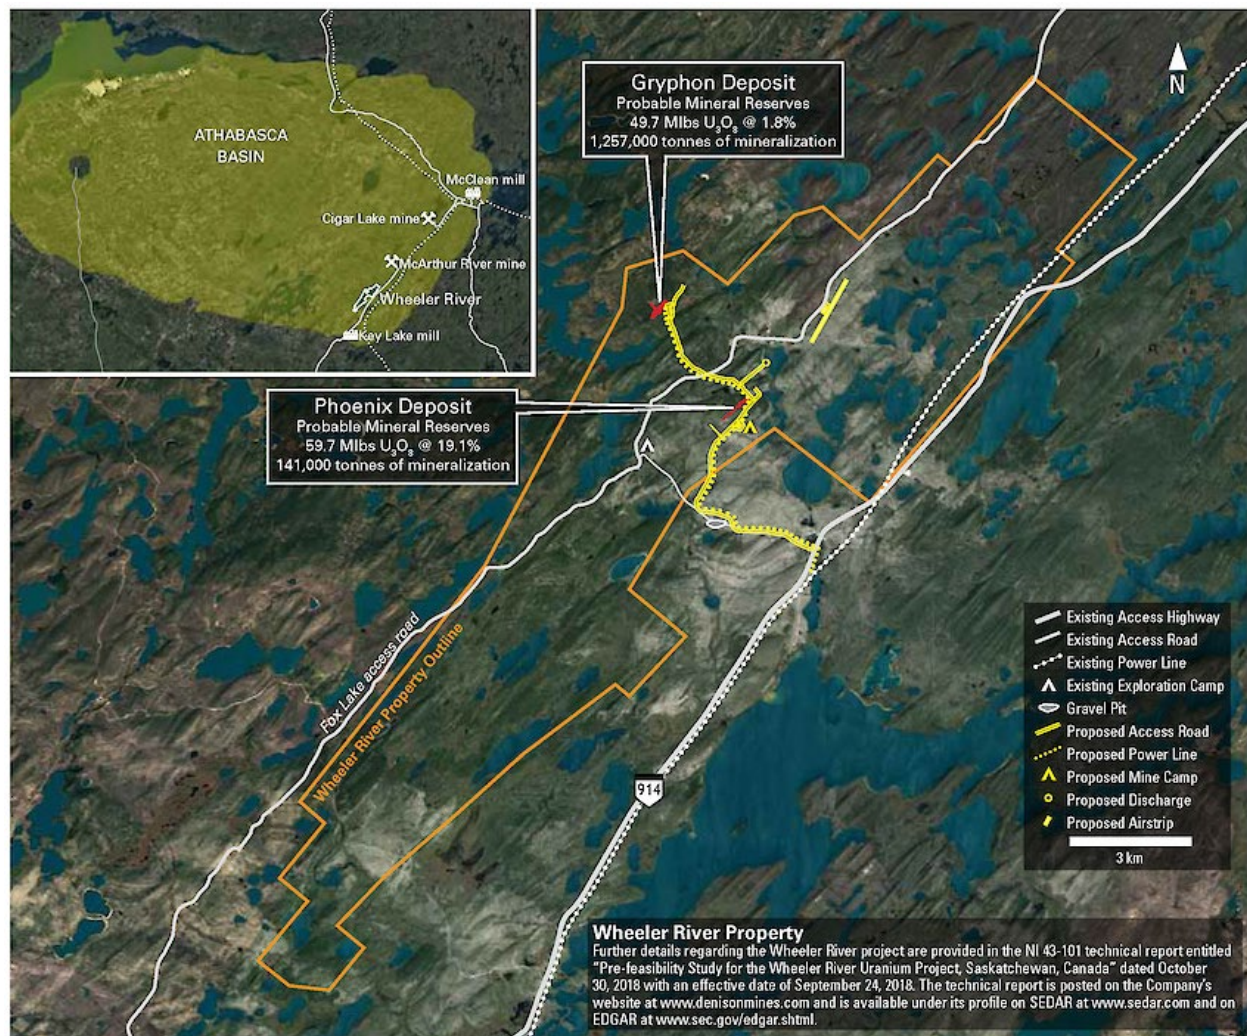 ATHABASCA
BASIN
McClean mill
Cigar Lake mine
McArthur River mine
Wheeler River
Key Lake mill
Gryphon Deposit
Probable Mineral Reserves
49.7 Mlbs U₃O₈ @ 1.8%
1,257,000 tonnes of mineralization
N
Phoenix Deposit
Probable Mineral Reserves
59.7 Mlbs U₃O₈ @ 19.1%
141,000 tonnes of mineralization
Fox Lake access road
Wheeler River Property Outline
914
Existing Access Highway
Existing Access Road
Existing Power Line
Existing Exploration Camp
Gravel Pit
Proposed Access Road
Proposed Power Line
Proposed Mine Camp
Proposed Discharge
Proposed Airstrip
3 km
Wheeler River Property
Further details regarding the Wheeler River project are provided in the NI 43-101 technical report entitled
"Pre-feasibility Study for the Wheeler River Uranium Project, Saskatchewan, Canada" dated October
30, 2018 with an effective date of September 24, 2018. The technical report is posted on the Company's
website at www.denisonmines.com and is available under its profile on SEDAR at www.sedar.com and on
EDGAR at www.sec.gov/edgar.shtml.